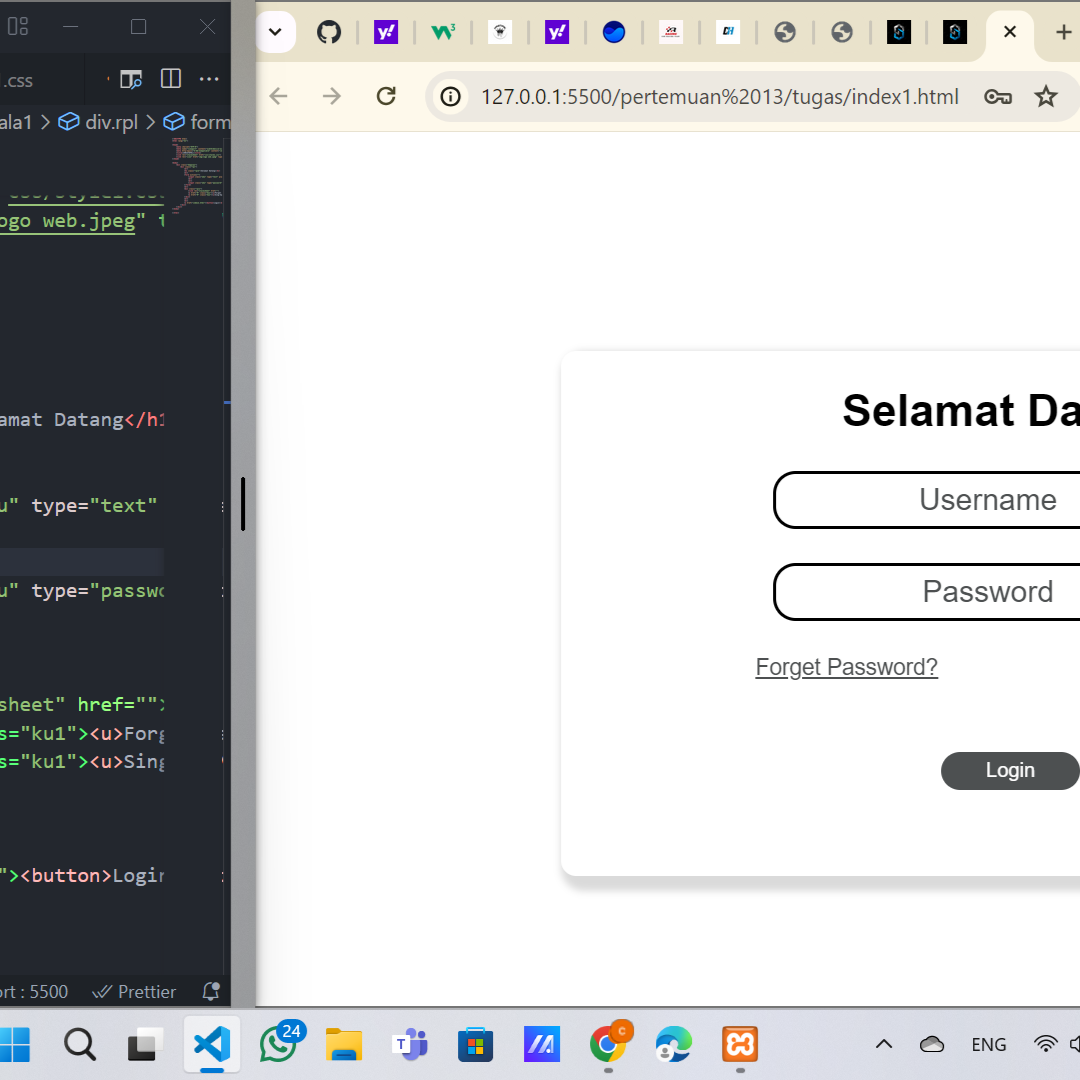 .css
ala1 > div.rpl > form
ogo web.jpeg" t
amat Datang</h1
u" type="text"
u" type="passwo
sheet" href="">
s="ku1"><u>Forg
s="ku1"><u>Sing
"><button>Login
ort : 5500 Prettier
127.0.0.1:5500/pertemuan%2013/tugas/index1.html
Selamat Da
Username
Password
Forget Password?
Login
24
ENG